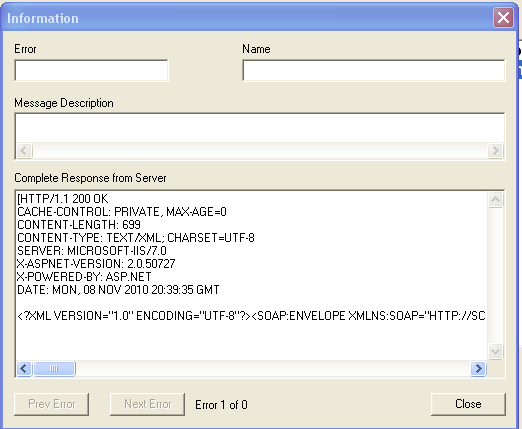 Information
Error
Name
Message Description
Complete Response from Server
[HTTP/1.1 200 OK
CACHE-CONTROL: PRIVATE, MAX-AGE=0
CONTENT-LENGTH: 699
CONTENT-TYPE: TEXT/XML; CHARSET=UTF-8
SERVER: MICROSOFT-IIS/7.0
X-ASPNET-VERSION: 2.0.50727
X-POWERED-BY: ASP.NET
DATE: MON, 08 NOV 2010 20:39:35 GMT
<?XML VERSION="1.0" ENCODING="UTF-8"?><SOAP:ENVELOPE XMLNS:SOAP="HTTP://SC
Prev Error
Next Error
Error 1 of 0
Close